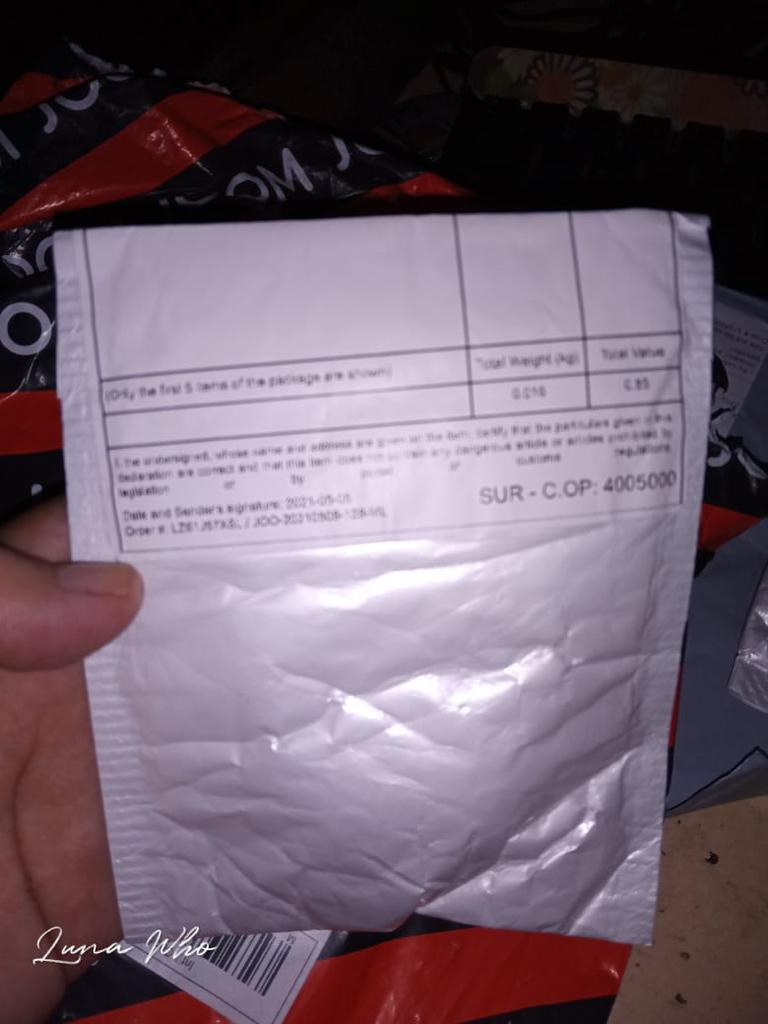 (Only the first 5 items of the package are shown)
Total Weight (kg)
Total Value
0.010
0.85
I, the undersigned, whose name and address are given on the item, certify that the particulars given in this
declaration are correct and that this item does not contain any dangerous article or articles prohibited by
legislation or by postal or customs regulations.
Date and Sender's signature: 2021-05-05
SUR - C.OP: 4005000
Order #:
Luna Who